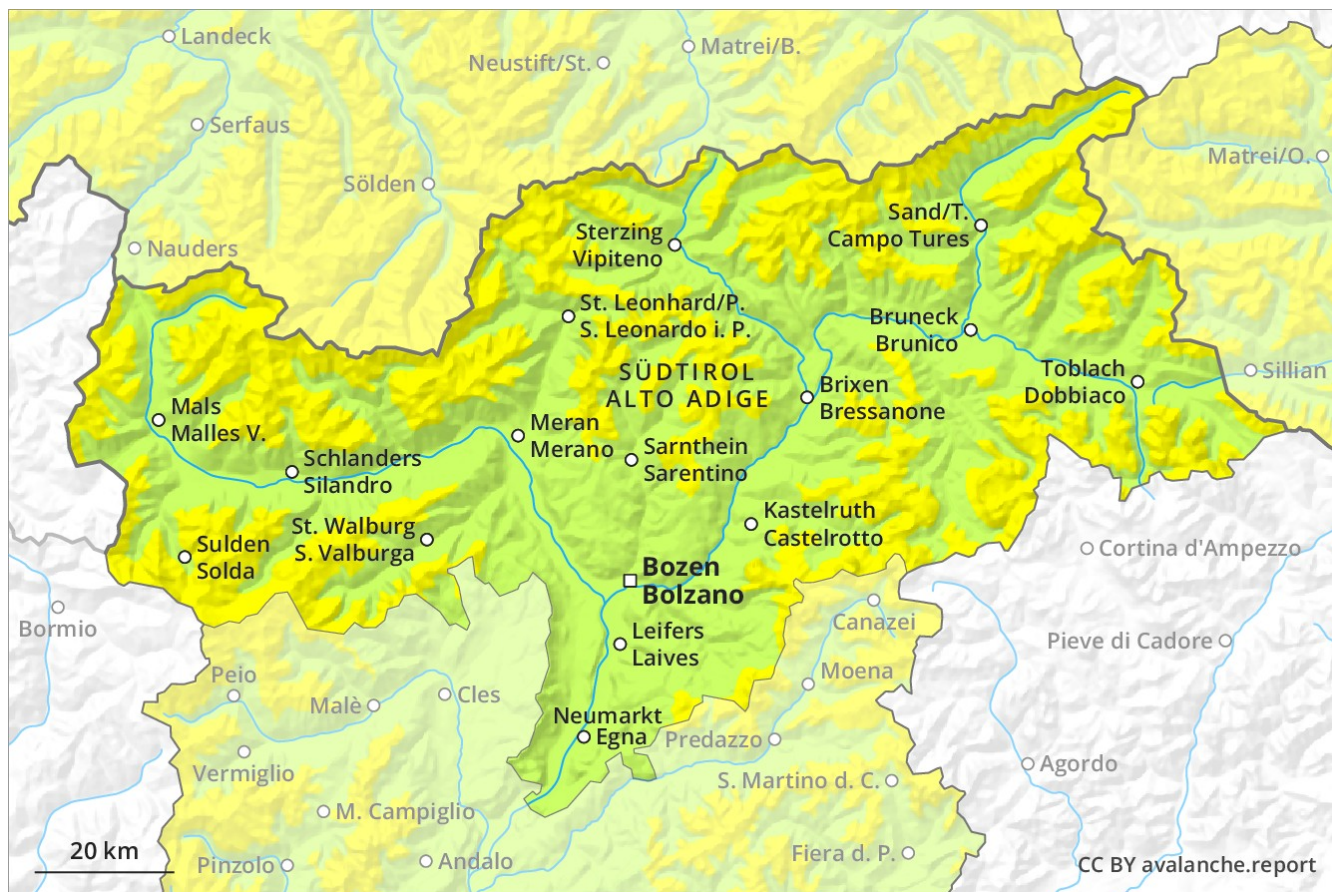 Landeck
Matrei/B.
Neustift/St.
Serfaus
Matrei/O.
Sölden
Sand/T.
Campo Tures
Sterzing
Vipiteno
Nauders
St. Leonhard/P.
S. Leonardo i. P.
Bruneck
Brunico
SÜDTIROL
ALTO ADIGE
Toblach
Dobbiaco
Sillian
Brixen
Bressanone
Mals
Malles V.
Meran
Merano
Sarnthein
Sarentino
Schlanders
Silandro
Kastelruth
Castelrotto
St. Walburg
S. Valburga
Sulden
Solda
Cortina d'Ampezzo
Bozen
Bolzano
Bormio
Canazei
Leifers
Laives
Pieve di Cadore
Peio
Moena
Malè
Cles
Neumarkt
Egna
Predazzo
Vermiglio
Agordo
S. Martino d. C.
M. Campiglio
20 km
Pinzolo
Andalo
Fiera d. P.
CC BY avalanche.report